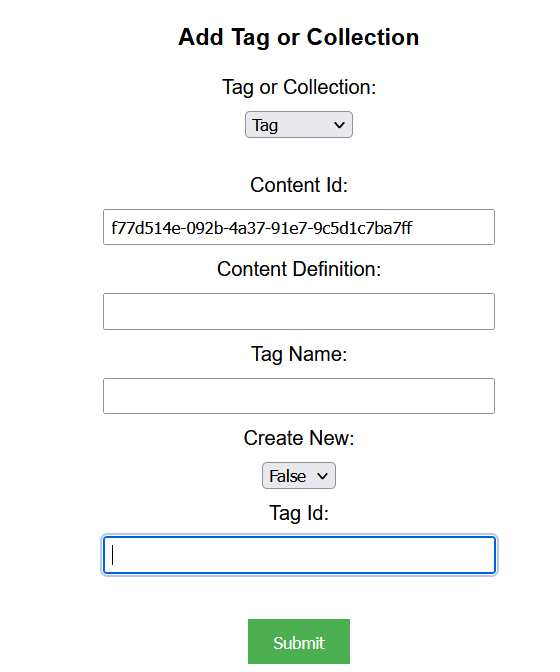 Add Tag or Collection
Tag or Collection:
Tag
Content Id:
f77d514e-092b-4a37-91e7-9c5d1c7ba7ff
Content Definition:
Tag Name:
Create New:
False
Tag Id:
Submit